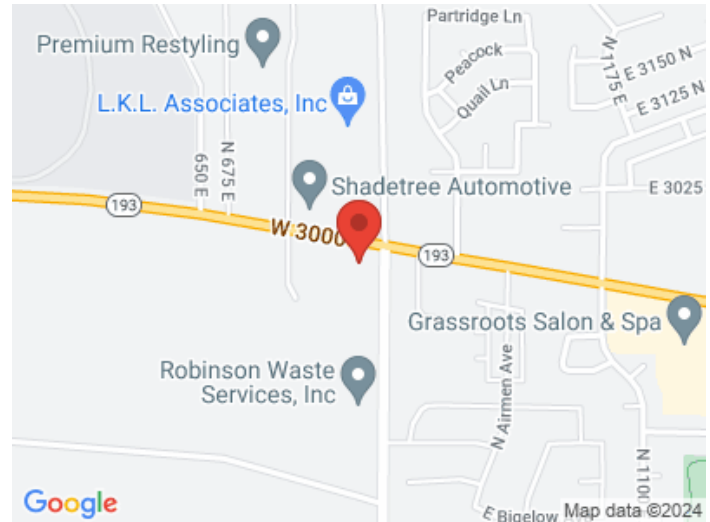 Partridge Ln
Premium Restyling
Peacock
N 1175 E
E 3150 N
Quail Ln
L.K.L. Associates, Inc
E 3125 N
650 E
N 675 E
Shadetree Automotive
E 3025
193
W 3000
193
Grassroots Salon & Spa
Robinson Waste
Services, Inc
N Airmen Ave
N 1100
E Bigelow
Google
Map data ©2024